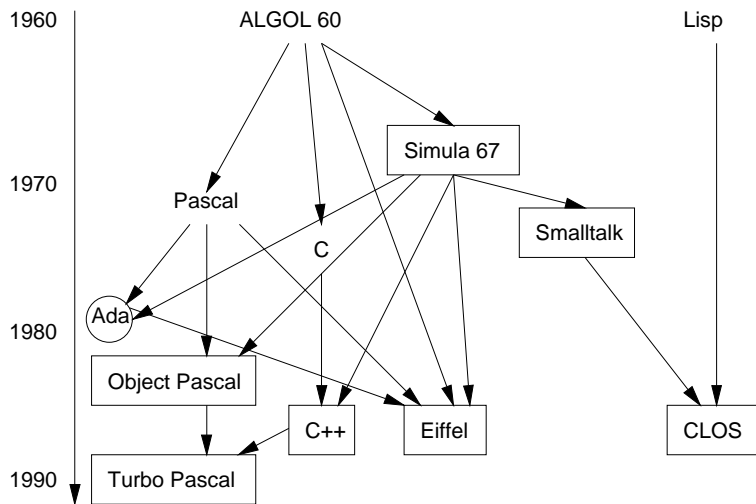 1960
ALGOL 60
Lisp
Simula 67
1970
Pascal
C
Smalltalk
Ada
1980
Object Pascal
C++
Eiffel
CLOS
Turbo Pascal
1990